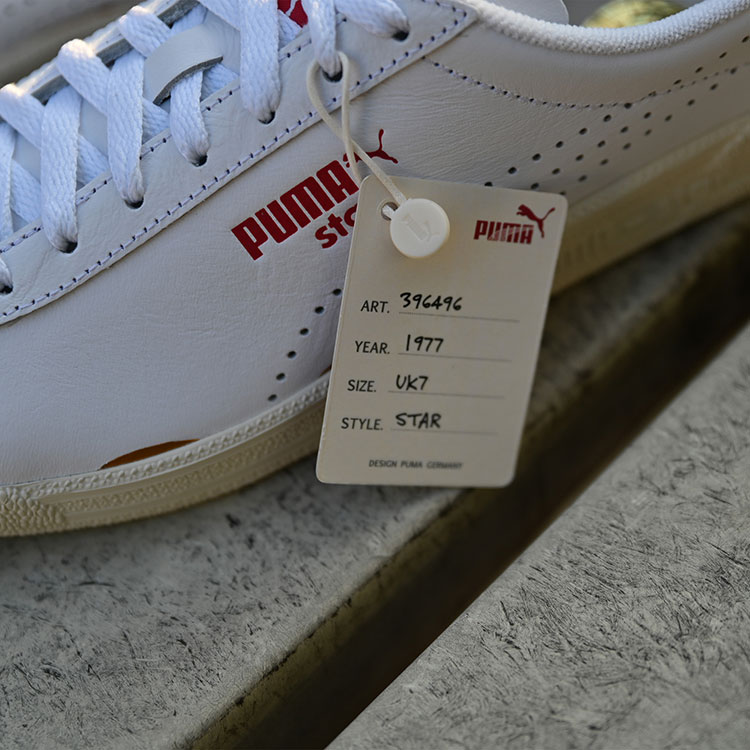 PUMA
PUMA
ART. 396496
YEAR. 1977
SIZE. UK7
STYLE. STAR
DESIGN PUMA GERMANY